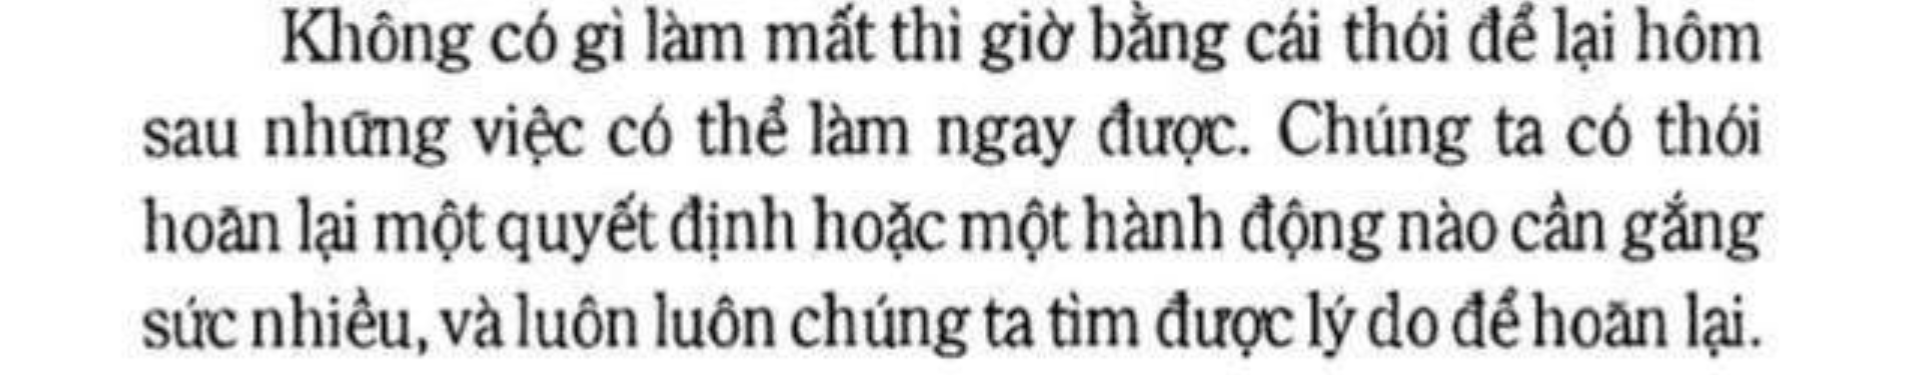 Không có gì làm mất thì giờ bằng cái thói để lại hôm
sau những việc có thể làm ngay được. Chúng ta có thói
hoãn lại một quyết định hoặc một hành động nào cần gắng
sức nhiều, và luôn luôn chúng ta tìm được lý do để hoãn lại.